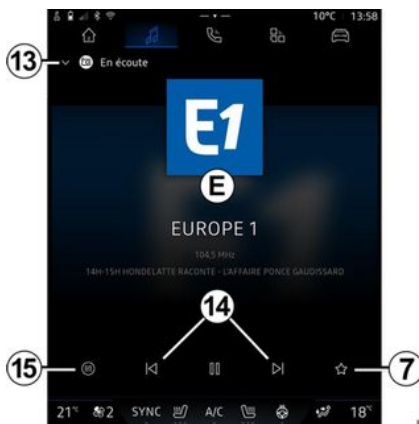 10°C 13:58
13
En écoute
E1
E
EUROPE 1
104,5 MHz
14H-15H HONDELATTE RACONTE - L'AFFAIRE PONCE GAUDISSARD
14
15
7
21°C 2 SYNC A/C 18°C